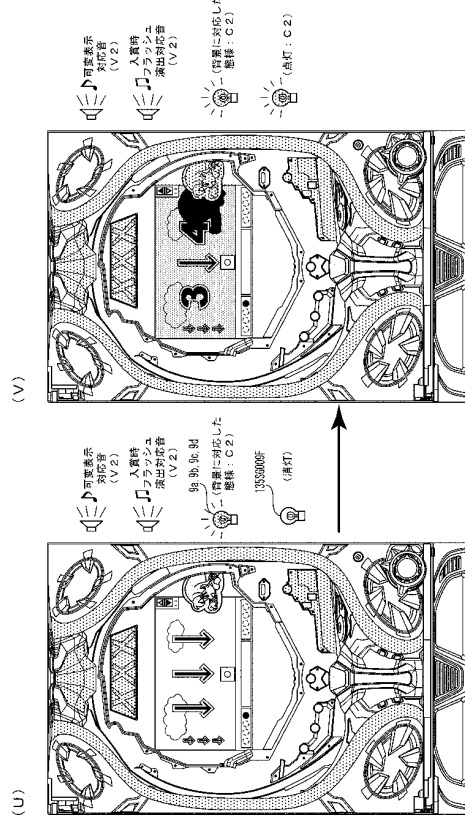 (U)
♪可変表示
対応音
(V2)
♫入賞時
フラッシュ
演出対応音
(V2)
9a,9b,9c,9d
(背景に対応した
態様:C2)
135SG009F
(消灯)
(V)
♪可変表示
対応音
(V2)
♫入賞時
フラッシュ
演出対応音
(V2)
(背景に対応した
態様:C2)
(点灯:C2)
3
4